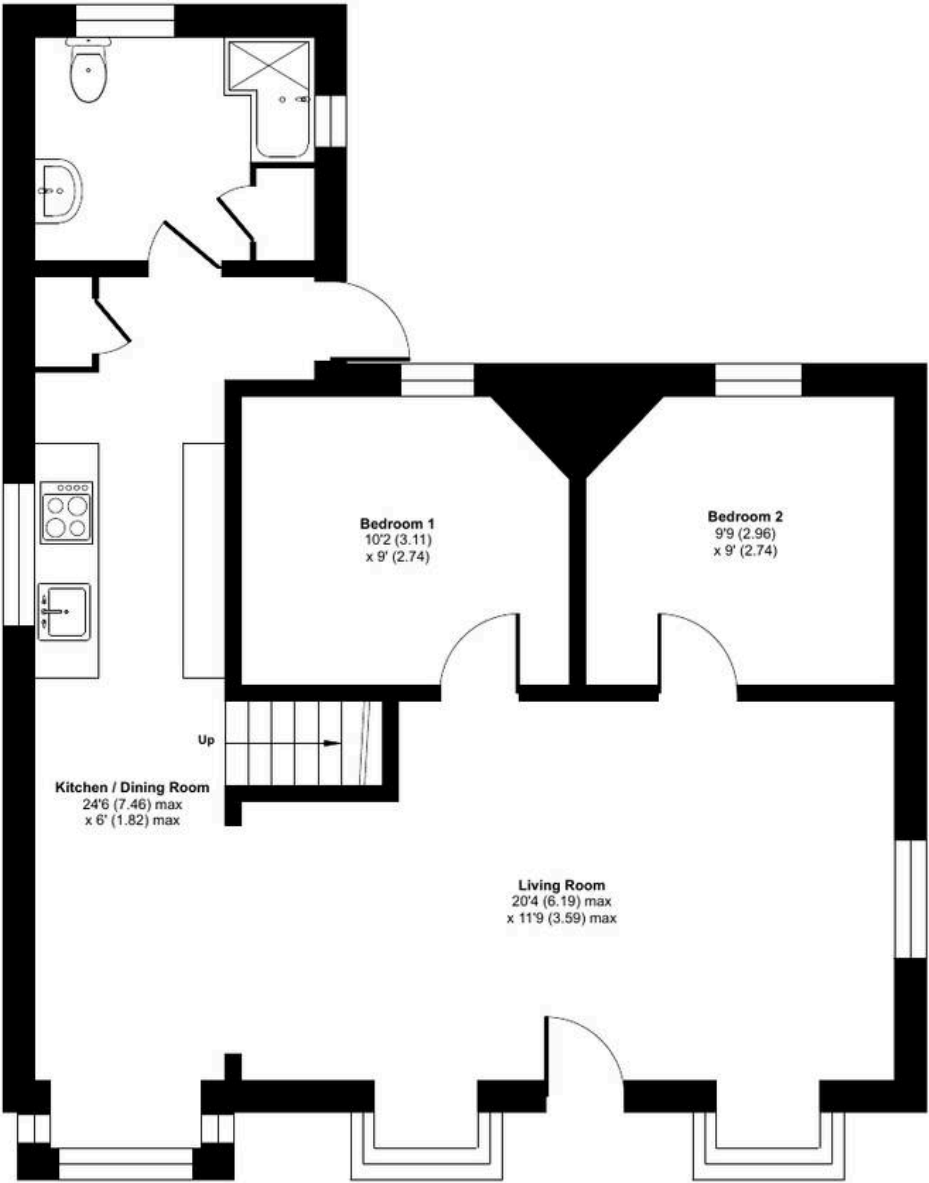 Bedroom 1
10'2 (3.11)
x 9' (2.74)
Bedroom 2
9'9 (2.96)
x 9' (2.74)
Up
Kitchen / Dining Room
24'6 (7.46) max
x 6' (1.82) max
Living Room
20'4 (6.19) max
x 11'9 (3.59) max